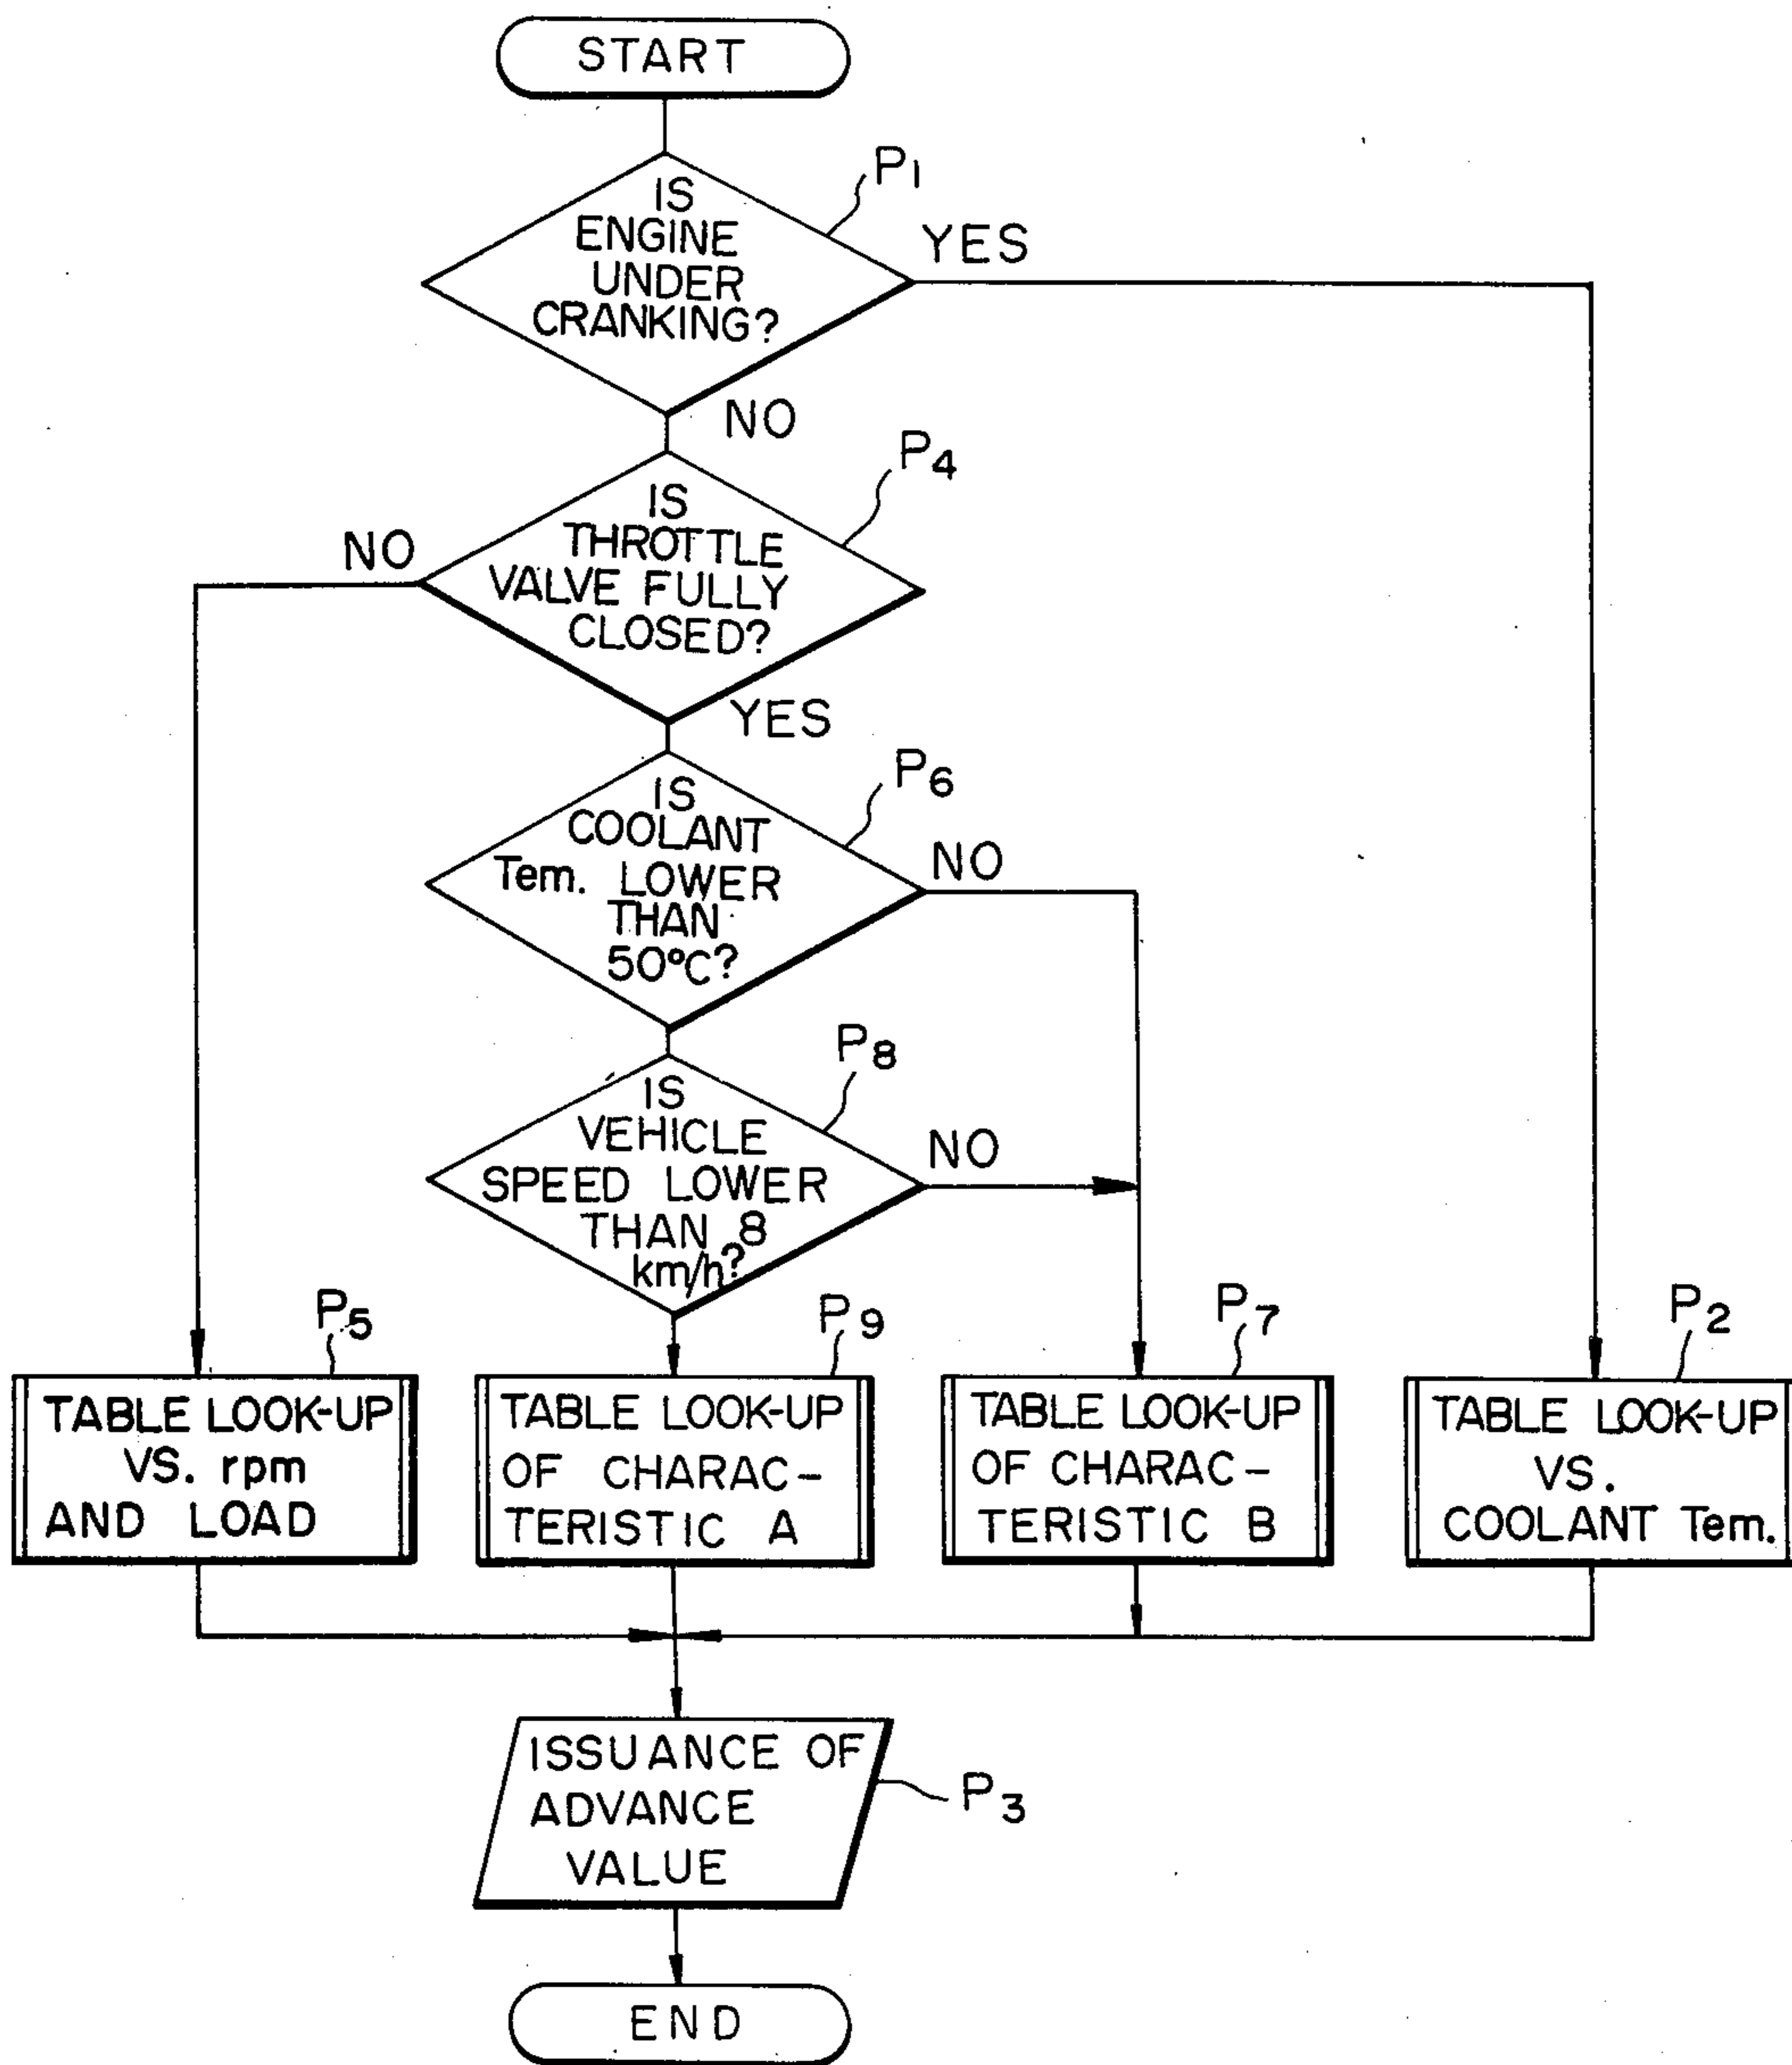 START
P1
IS
ENGINE
UNDER
CRANKING?
YES
NO
P4
IS
THROTTLE
VALVE FULLY
CLOSED?
NO
YES
P6
IS
COOLANT
Tem. LOWER
THAN
50°C?
NO
P8
IS
VEHICLE
SPEED LOWER
THAN 8
km/h?
NO
P5
TABLE LOOK-UP
VS. rpm
AND LOAD
P9
TABLE LOOK-UP
OF CHARAC-
TERISTIC A
P7
TABLE LOOK-UP
OF CHARAC-
TERISTIC B
P2
TABLE LOOK-UP
VS.
COOLANT Tem.
ISSUANCE OF
ADVANCE
VALUE
P3
END